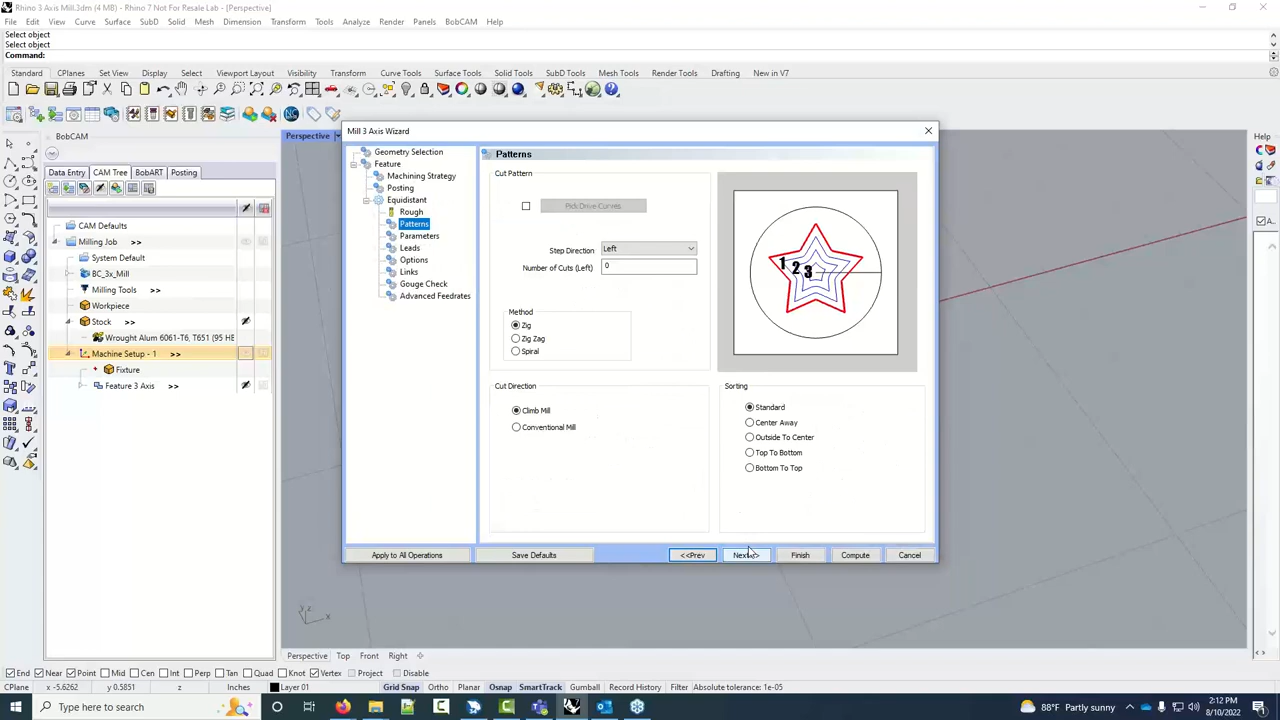 Rhino 3 Axis Mill.3dm (4 MB) - Rhino 7 Not For Resale Lab - [Perspective]
File Edit View Curve Surface SubD Solid Mesh Dimension Transform Tools Analyze Render Panels BobCAM Help
Select object
Select object
Command:
Standard CPlanes Set View Display Select Viewport Layout Visibility Transform Curve Tools Surface Tools Solid Tools SubD Tools Mesh Tools Render Tools Drafting New in V7
BobCAM
Perspective
Help
Data Entry CAM Tree BobART Posting
CAM Defaults
Milling Job >>
System Default
BC_3x_Mill
Milling Tools
Workpiece
Stock >>
Wrought Alum 6061-T6, T651 (95 HB
Machine Setup - 1 >>
Fixture
Feature 3 Axis >>
Mill 3 Axis Wizard
Geometry Selection
Feature
Machining Strategy
Posting
Equidistant
Rough
Patterns
Parameters
Leads
Options
Links
Gouge Check
Advanced Feedrates
Patterns
Cut Pattern
Pick Drive Curves
Step Direction Left
Number of Cuts (Left) 0
Method
Zig
Zig Zag
Spiral
1 2 3
Cut Direction
Climb Mill
Conventional Mill
Sorting
Standard
Center Away
Outside To Center
Top To Bottom
Bottom To Top
Apply to All Operations Save Defaults <<Prev Next>> Finish Compute Cancel
z x
Perspective Top Front Right
End Near Point Mid Cen Int Perp Tan Quad Knot Vertex Project Disable
CPlane x -5.6262 y 0.5851 z Inches Layer 01 Grid Snap Ortho Planar Osnap SmartTrack Gumball Record History Filter Absolute tolerance: 1e-05
Type here to search
88°F Partly sunny
2:12 PM
8/10/2022